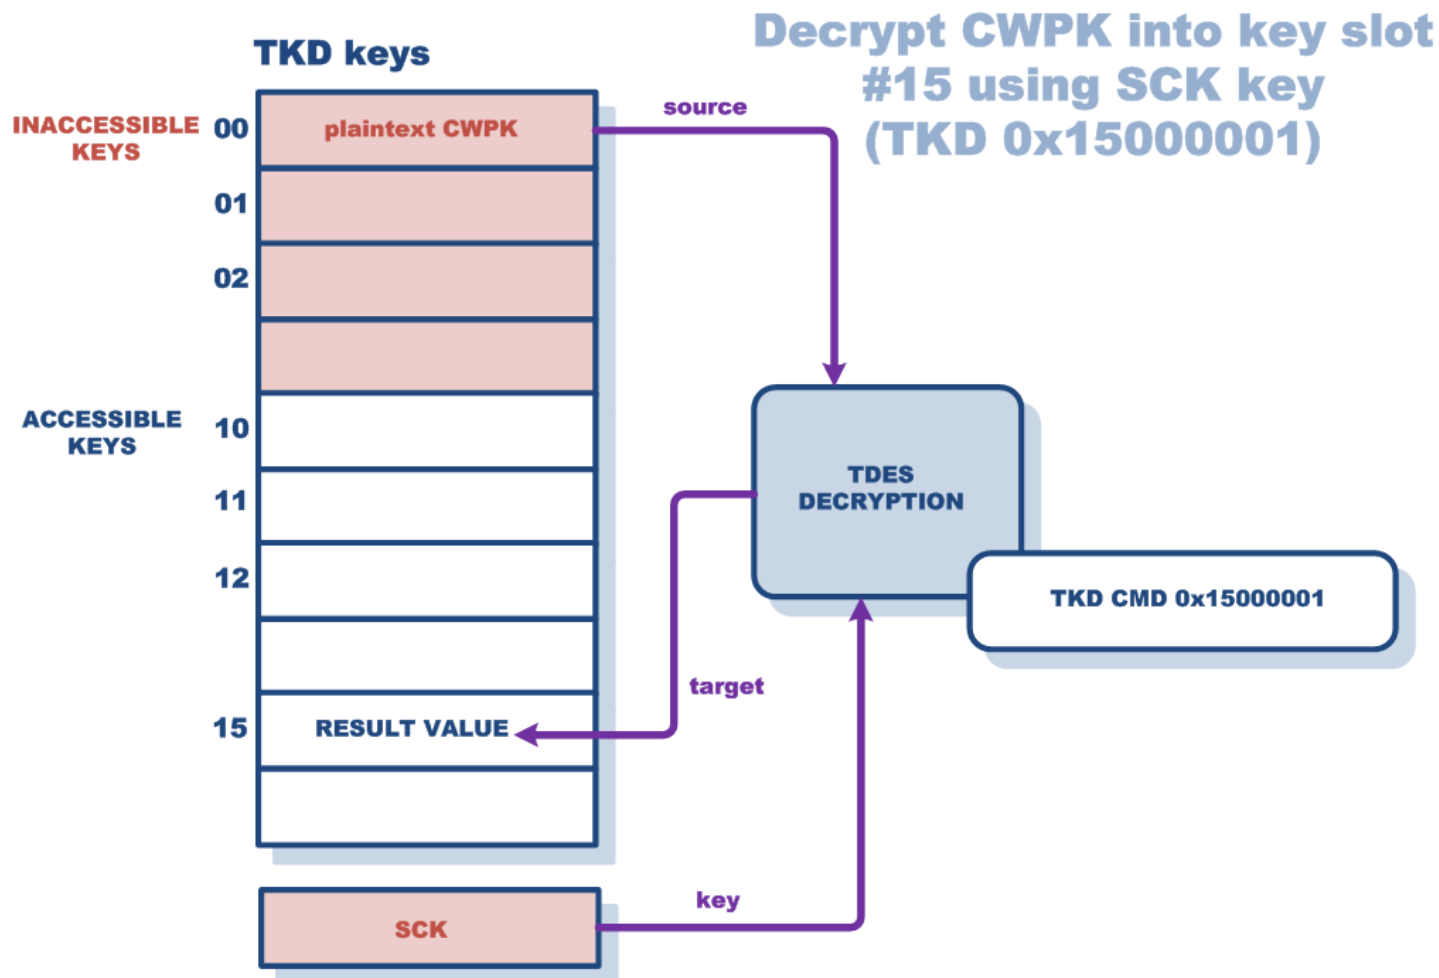 Decrypt CWPK into key slot
#15 using SCK key
(TKD 0x15000001)
TKD keys
INACCESSIBLE
KEYS
00
plaintext CWPK
source
01
02
ACCESSIBLE
KEYS
10
11
12
TDES
DECRYPTION
TKD CMD 0x15000001
target
15
RESULT VALUE
key
SCK